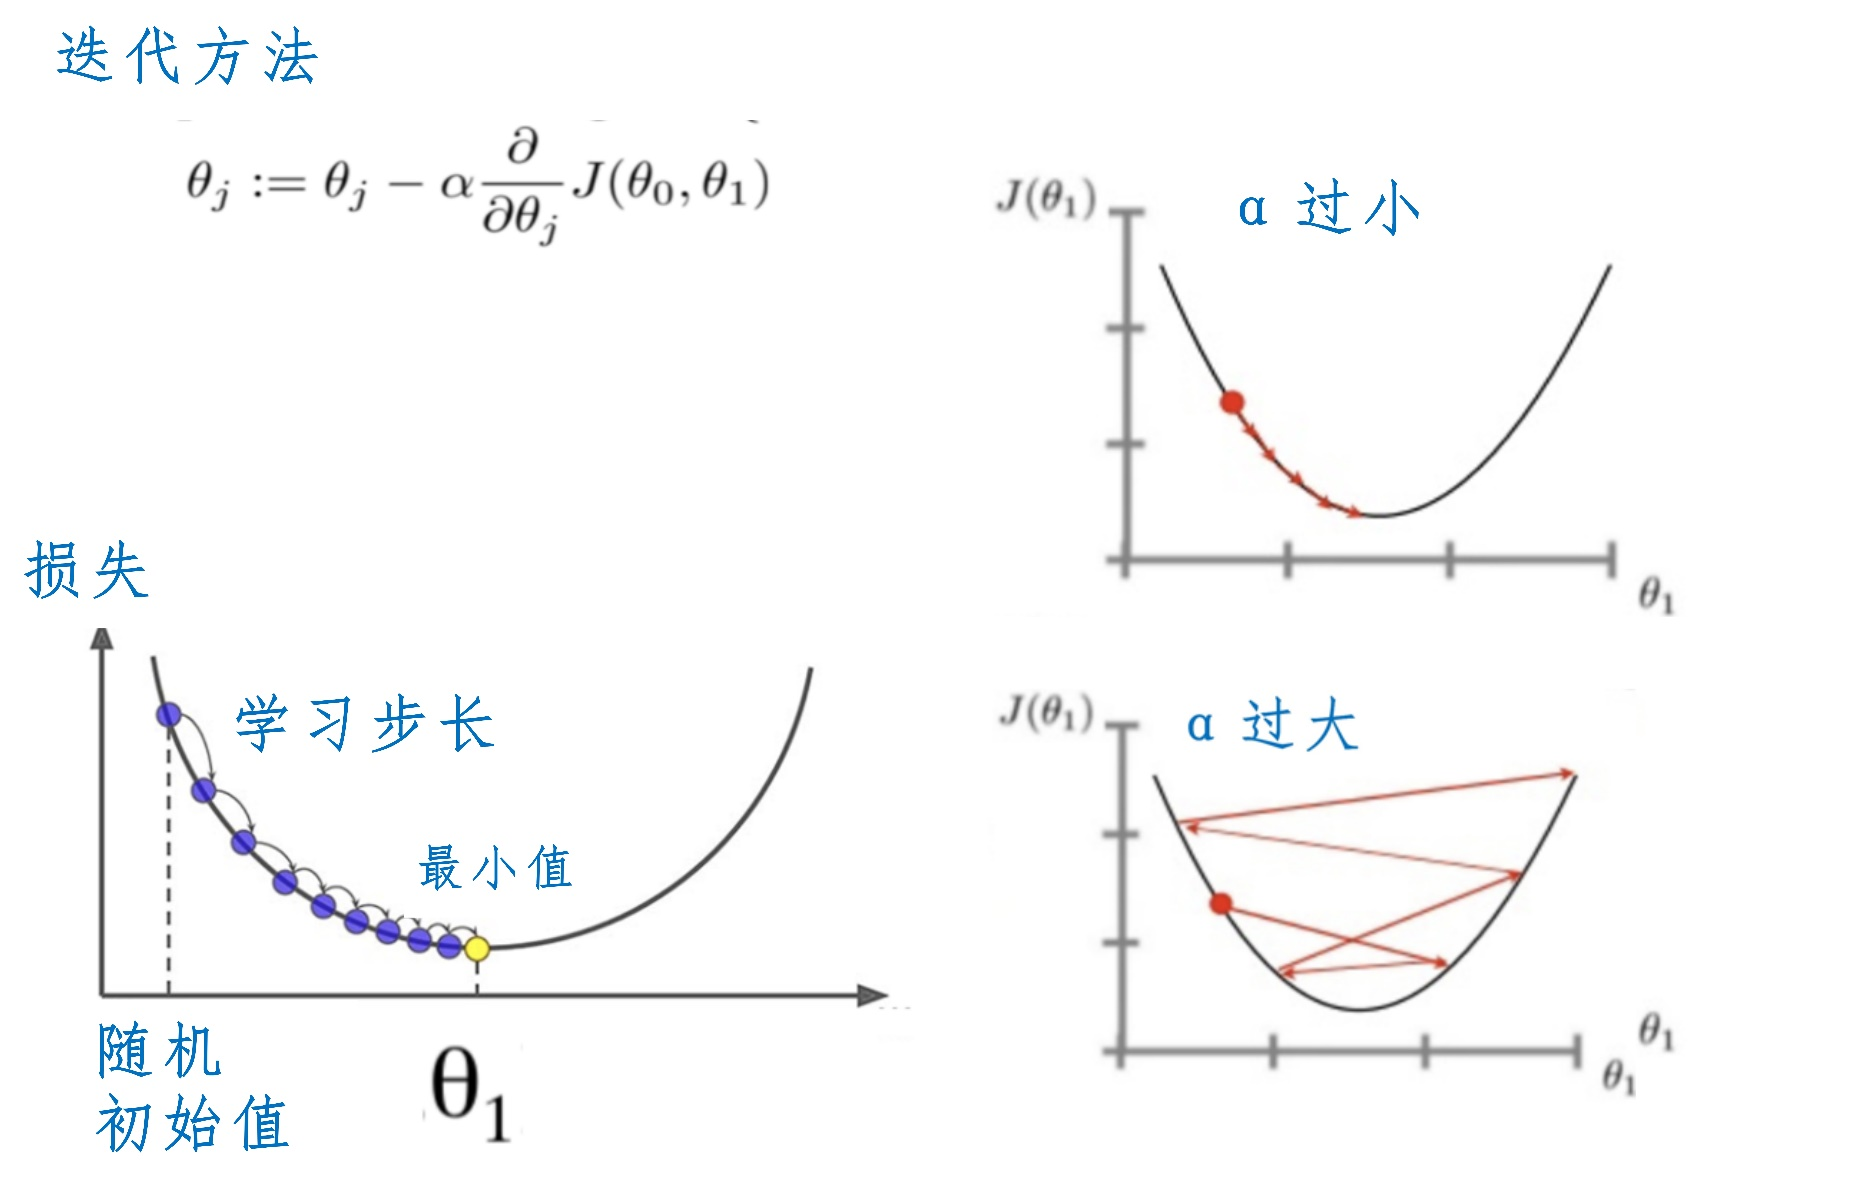 迭代方法
θj := θj − α ∂/∂θj J(θ0, θ1)
损失
学习步长
最小值
随机
初始值
θ1
J(θ1)
α 过小
θ1
J(θ1)
α 过大
θ1
θ1